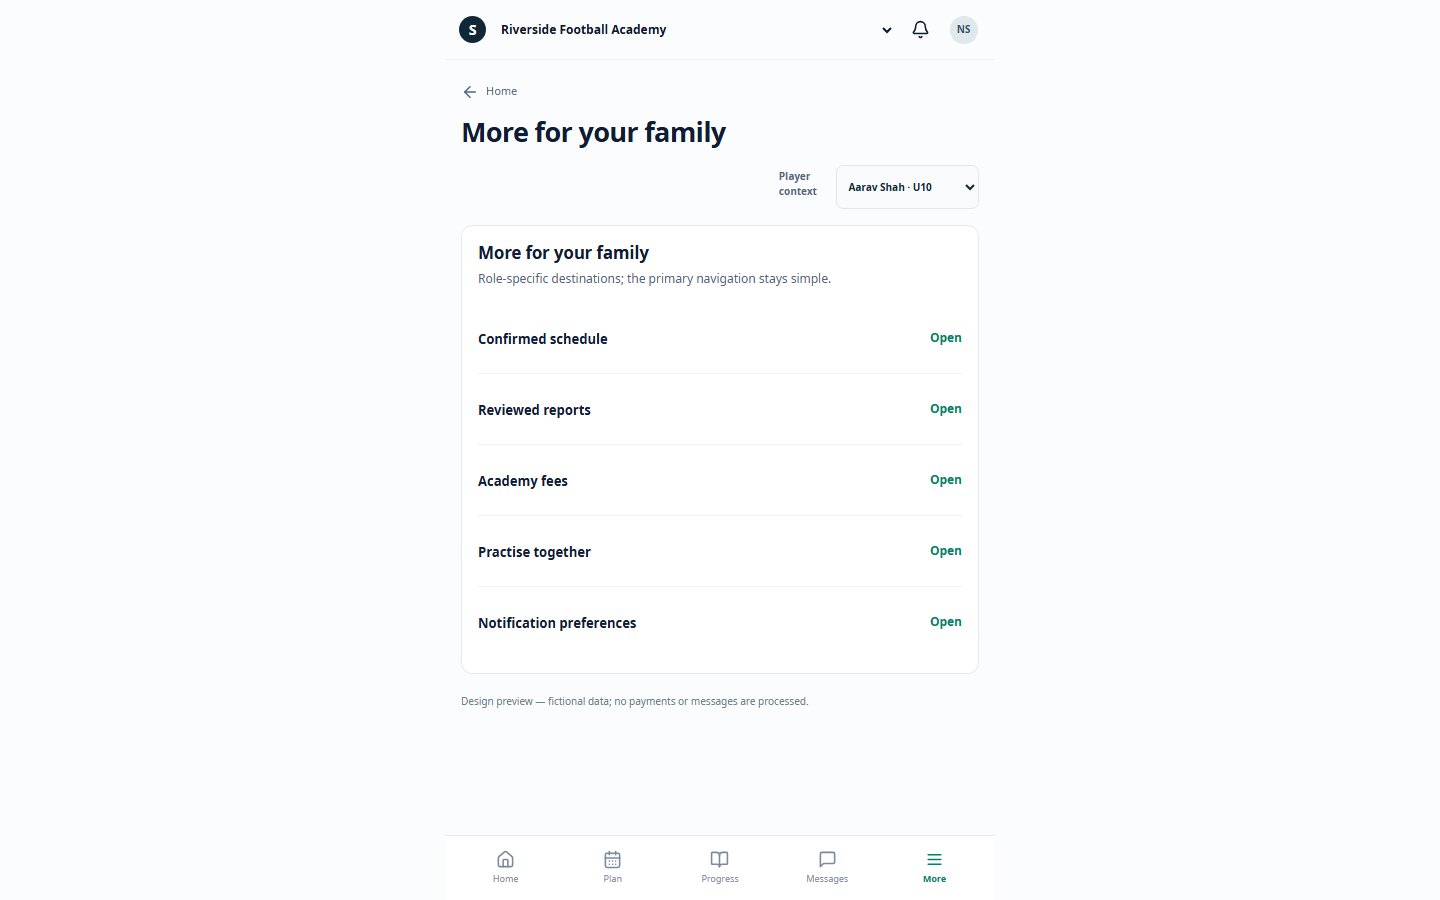 S
Riverside Football Academy
NS
Home
More for your family
Player
context
Aarav Shah · U10
More for your family
Role-specific destinations; the primary navigation stays simple.
Confirmed schedule
Open
Reviewed reports
Open
Academy fees
Open
Practise together
Open
Notification preferences
Open
Design preview — fictional data; no payments or messages are processed.
Home
Plan
Progress
Messages
More